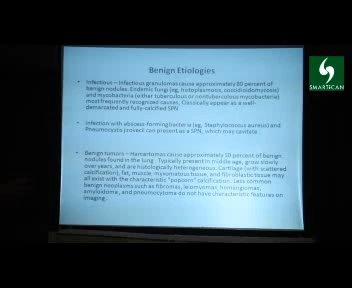 Benign Etiologies
• Infectious – Infectious granulomas cause approximately 80 percent of
benign nodules. Endemic fungi (eg, histoplasmosis, coccidioidomycosis)
and mycobacteria (either tuberculous or nontuberculous mycobacteria)
most frequently recognized causes. Classically appear as a well-
demarcated and fully-calcified SPN
• Infection with abscess-forming bacteria (eg, Staphylococcus aureus) and
Pneumocystis jirovecii can present as a SPN, which may cavitate
• Benign tumors – Hamartomas cause approximately 10 percent of benign
nodules found in the lung . Typically present in middle age, grow slowly
over years, and are histologically heterogeneous. Cartilage (with scattered
calcification), fat, muscle, myxomatous tissue, and fibroblastic tissue may
all exist with the characteristic "popcorn" calcification. Less common
benign neoplasms such as fibromas, leiomyomas, hemangiomas,
amyloidoma, and pneumocytoma do not have characteristic features on
imaging.
SMARTSCAN